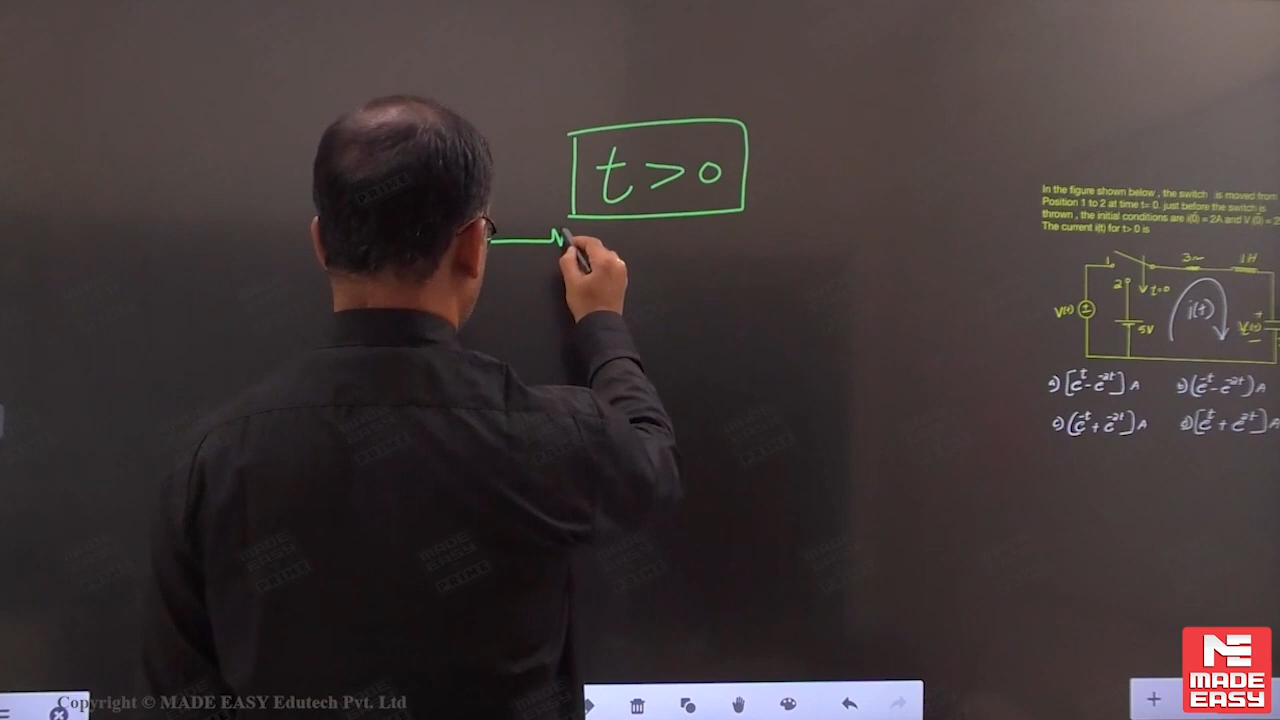 t > 0
In the figure shown below , the switch is moved from
Position 1 to 2 at time t= 0. just before the switch is
thrown , the initial conditions are i(0) = 2A and V (0) =
The current i(t) for t> 0 is
1
3Ω
1H
2
t=0
V(t)
5V
i(t)
+
V(t)
a) [e^t - e^-2t] A
b) (e^-t - e^-2t) A
c) (e^-t + e^-2t) A
d) [e^t + e^2t] A
MADE EASY
Copyright © MADE EASY Edutech Pvt. Ltd